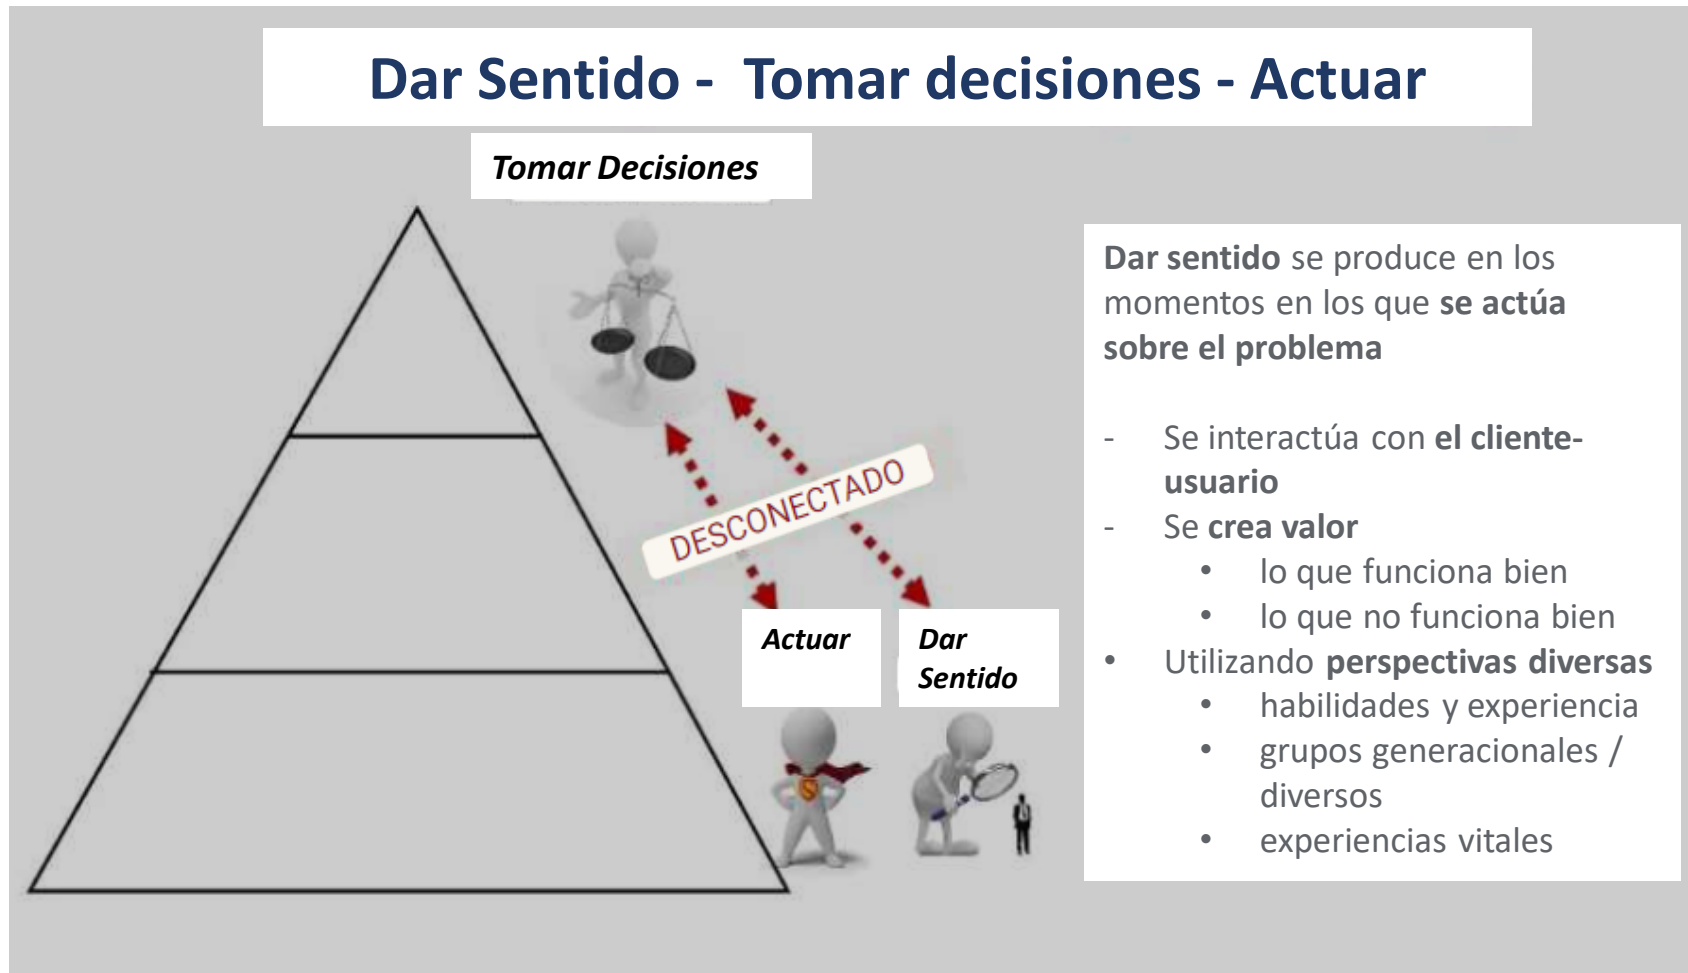 Dar Sentido - Tomar decisiones - Actuar
Tomar Decisiones
DESCONECTADO
Actuar
Dar
Sentido
Dar sentido se produce en los
momentos en los que se actúa
sobre el problema
- Se interactúa con el cliente-
usuario
- Se crea valor
• lo que funciona bien
• lo que no funciona bien
• Utilizando perspectivas diversas
• habilidades y experiencia
• grupos generacionales /
diversos
• experiencias vitales
S